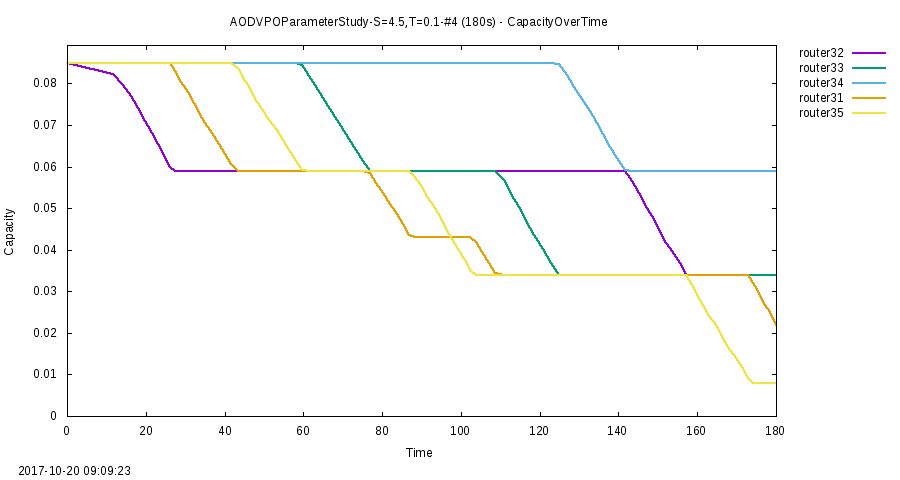 AODVPOParameterStudy-S=4.5,T=0.1-#4 (180s) - CapacityOverTime
router32
router33
router34
router31
router35
0.08
0.07
0.06
0.05
0.04
0.03
0.02
0.01
0
Capacity
0 20 40 60 80 100 120 140 160 180
Time
2017-10-20 09:09:23